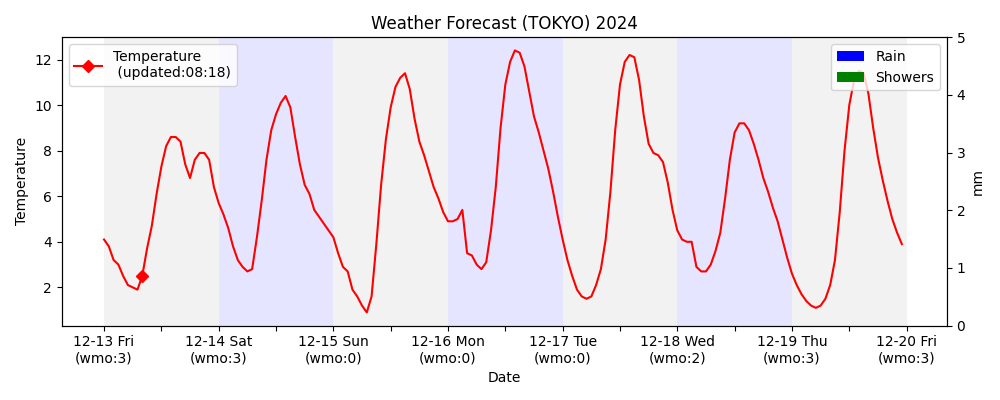 Weather Forecast (TOKYO) 2024
Temperature
(updated:08:18)
Rain
Showers
12
10
8
6
4
2
Temperature
5
4
3
2
1
0
mm
12-13 Fri
(wmo:3)
12-14 Sat
(wmo:3)
12-15 Sun
(wmo:0)
12-16 Mon
(wmo:0)
12-17 Tue
(wmo:0)
12-18 Wed
(wmo:2)
12-19 Thu
(wmo:3)
12-20 Fri
(wmo:3)
Date